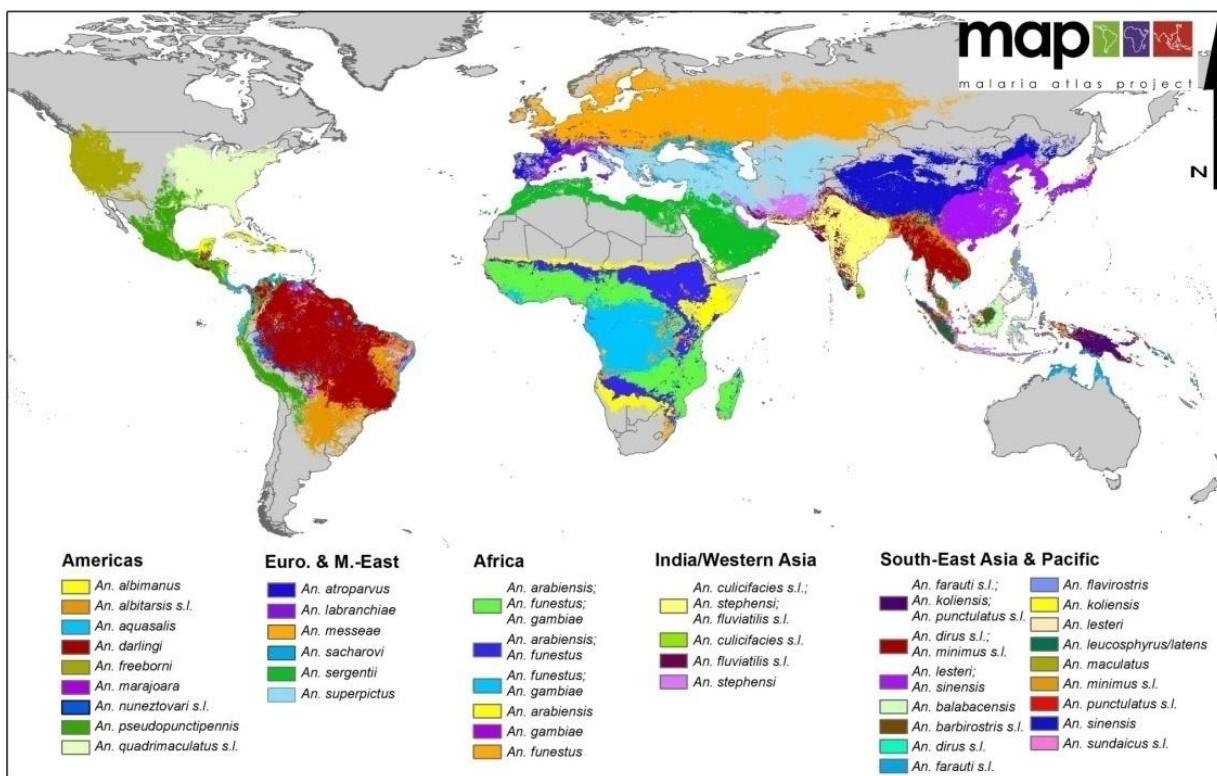 map
malaria atlas project
N
Americas
An. albimanus
An. albitarsis s.l.
An. aquasalis
An. darlingi
An. freeborni
An. marajoara
An. nuneztovari s.l.
An. pseudopunctipennis
An. quadrimaculatus s.l.
Euro. & M.-East
An. atroparvus
An. labranchiae
An. messeae
An. sacharovi
An. sergentii
An. superpictus
Africa
An. arabiensis;
An. funestus;
An. gambiae
An. arabiensis;
An. funestus
An. funestus;
An. gambiae
An. arabiensis
An. gambiae
An. funestus
India/Western Asia
An. culicifacies s.l.;
An. stephensi;
An. fluviatilis s.l.
An. culicifacies s.l.
An. fluviatilis s.l.
An. stephensi
South-East Asia & Pacific
An. farauti s.l.;
An. koliensis;
An. punctulatus s.l.
An. dirus s.l.;
An. minimus s.l.
An. lesteri;
An. sinensis
An. balabacensis
An. barbirostris s.l.
An. dirus s.l.
An. farauti s.l.
An. flavirostris
An. koliensis
An. lesteri
An. leucosphyrus/latens
An. maculatus
An. minimus s.l.
An. punctulatus s.l.
An. sinensis
An. sundaicus s.l.